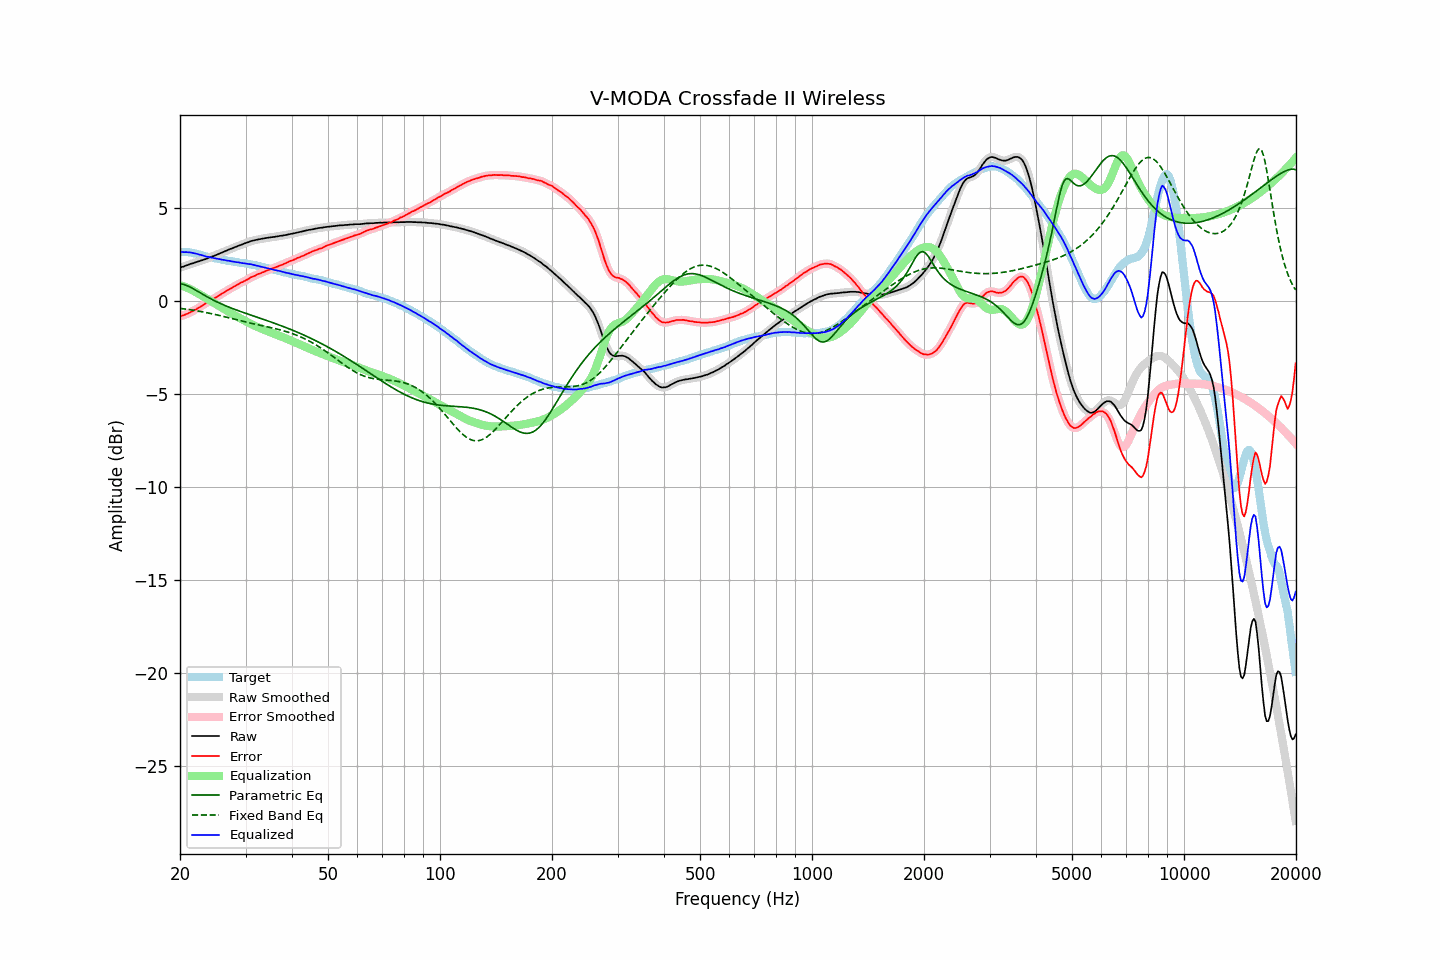 V-MODA Crossfade II Wireless
Amplitude (dBr)
5
0
−5
−10
−15
−20
−25
Target
Raw Smoothed
Error Smoothed
Raw
Error
Equalization
Parametric Eq
Fixed Band Eq
Equalized
20 50 100 200 500 1000 2000 5000 10000 20000
Frequency (Hz)